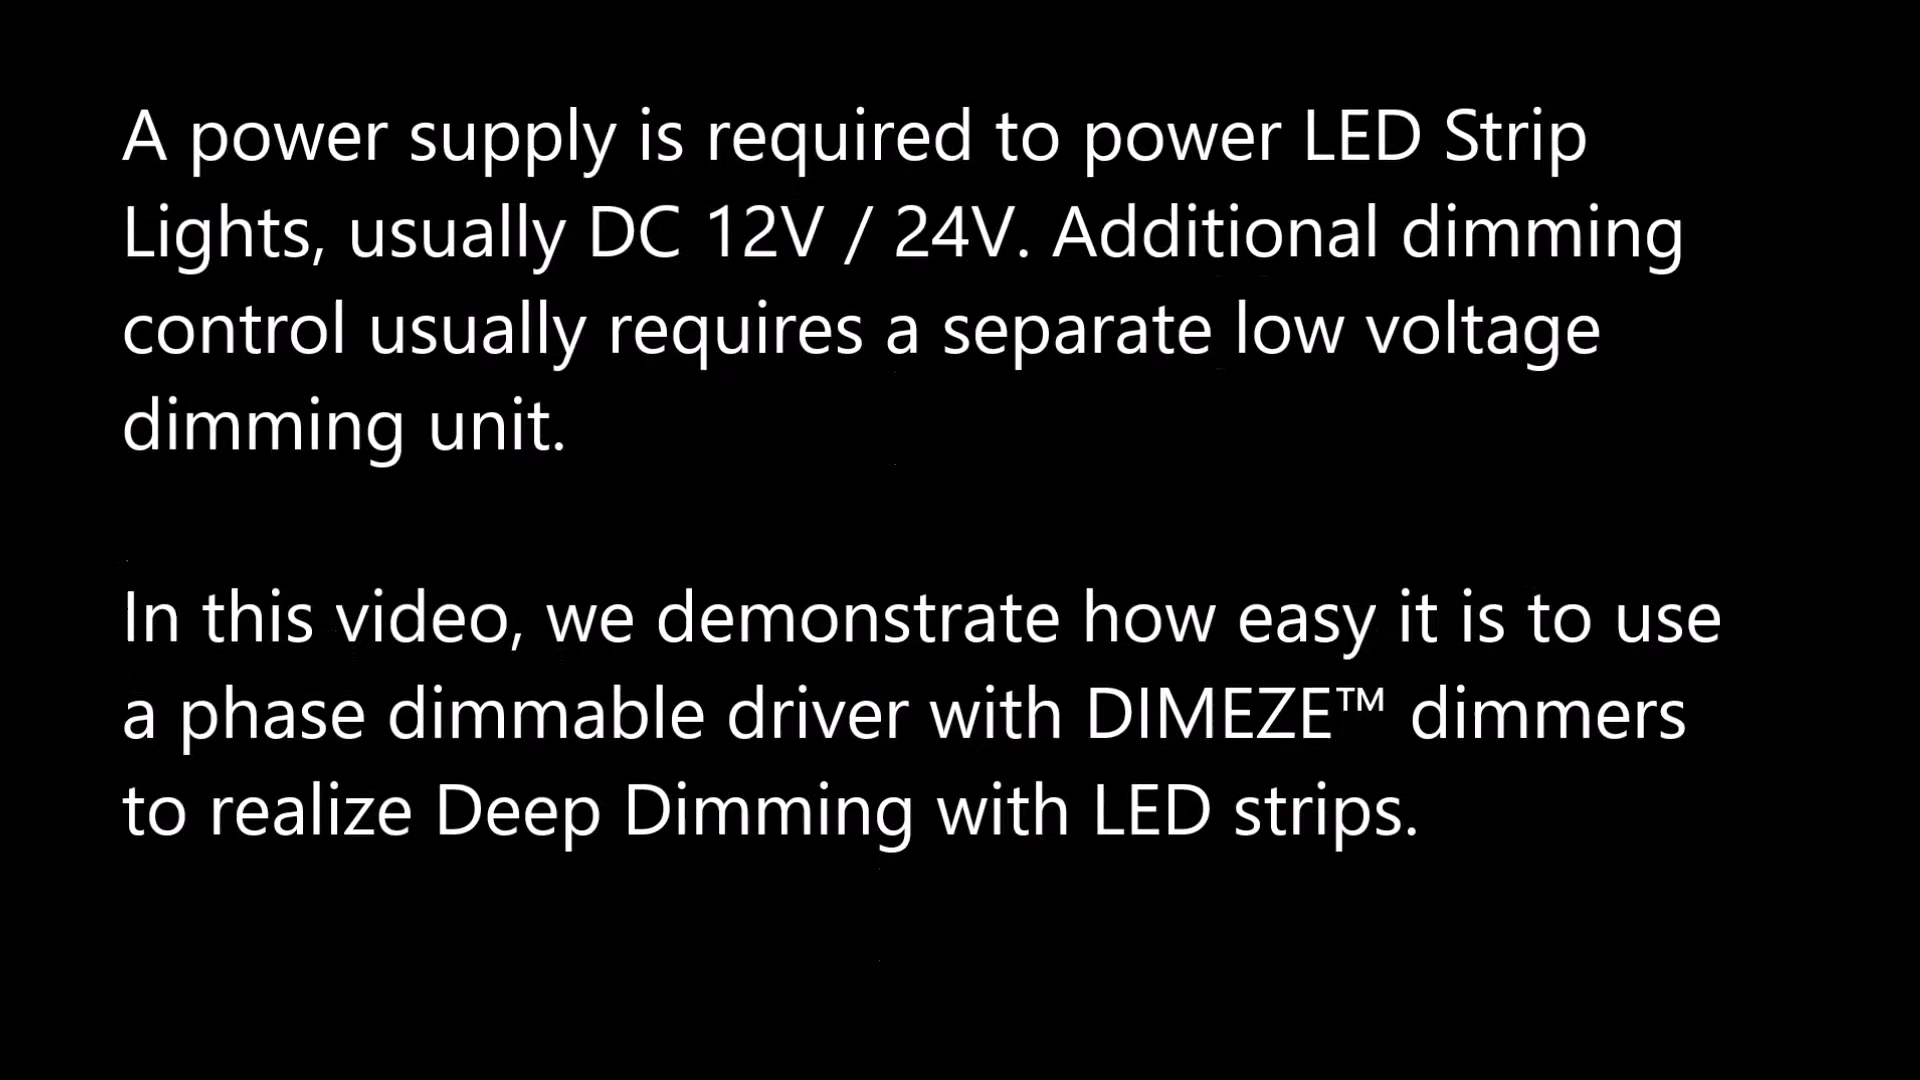 A power supply is required to power LED Strip
Lights, usually DC 12V / 24V. Additional dimming
control usually requires a separate low voltage
dimming unit.
In this video, we demonstrate how easy it is to use
a phase dimmable driver with DIMEZE™ dimmers
to realize Deep Dimming with LED strips.